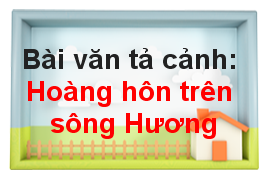 Bài văn tả cảnh:
Hoàng hôn trên
sông Hương